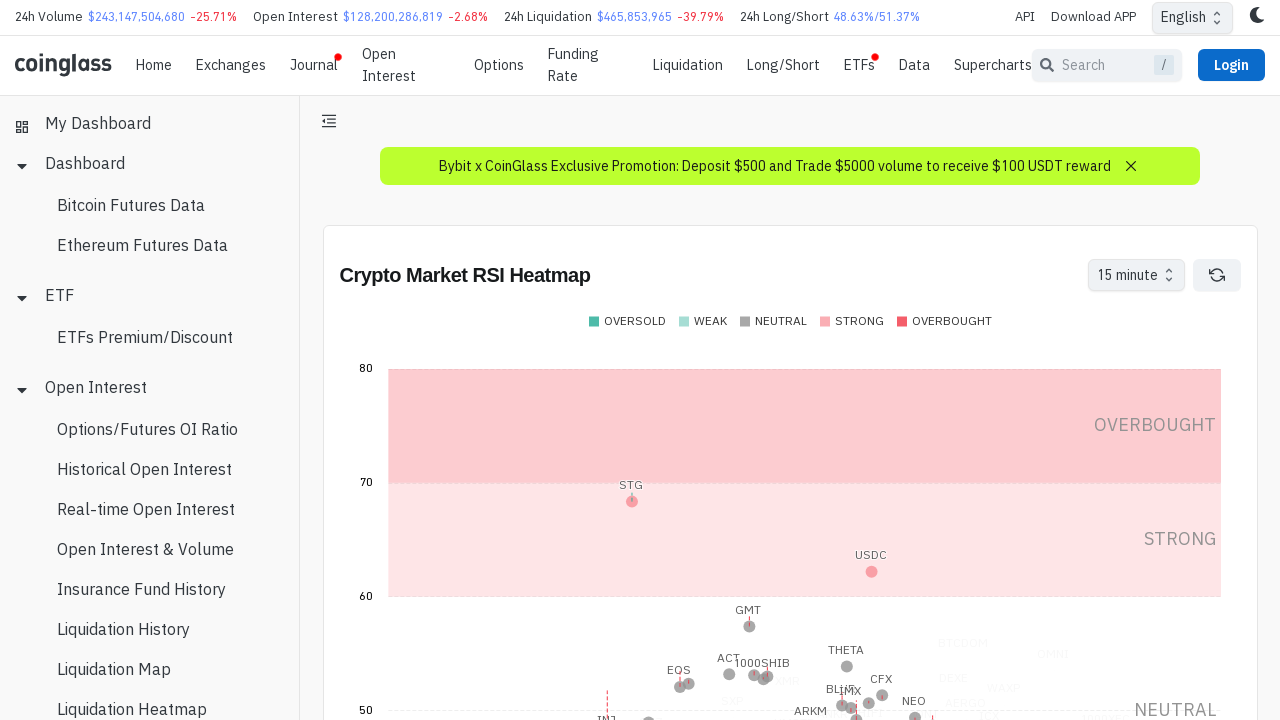 24h Volume $243,147,504,680 -25.71% Open Interest $128,200,286,819 -2.68% 24h Liquidation $465,853,965 -39.79% 24h Long/Short 48.63%/51.37% API Download APP English
coinglass Home Exchanges Journal Open Interest Options Funding Rate Liquidation Long/Short ETFs Data Supercharts Search / Login
My Dashboard
Dashboard
Bitcoin Futures Data
Ethereum Futures Data
ETF
ETFs Premium/Discount
Open Interest
Options/Futures OI Ratio
Historical Open Interest
Real-time Open Interest
Open Interest & Volume
Insurance Fund History
Liquidation History
Liquidation Map
Liquidation Heatmap
Bybit x CoinGlass Exclusive Promotion: Deposit $500 and Trade $5000 volume to receive $100 USDT reward
Crypto Market RSI Heatmap 15 minute
OVERSOLD WEAK NEUTRAL STRONG OVERBOUGHT
80
OVERBOUGHT
70
STG
STRONG
USDC
60
GMT
THETA
ACT 1000SHIB
EOS
CFX
IMX
NEO
ARKM
50
NEUTRAL
INJ